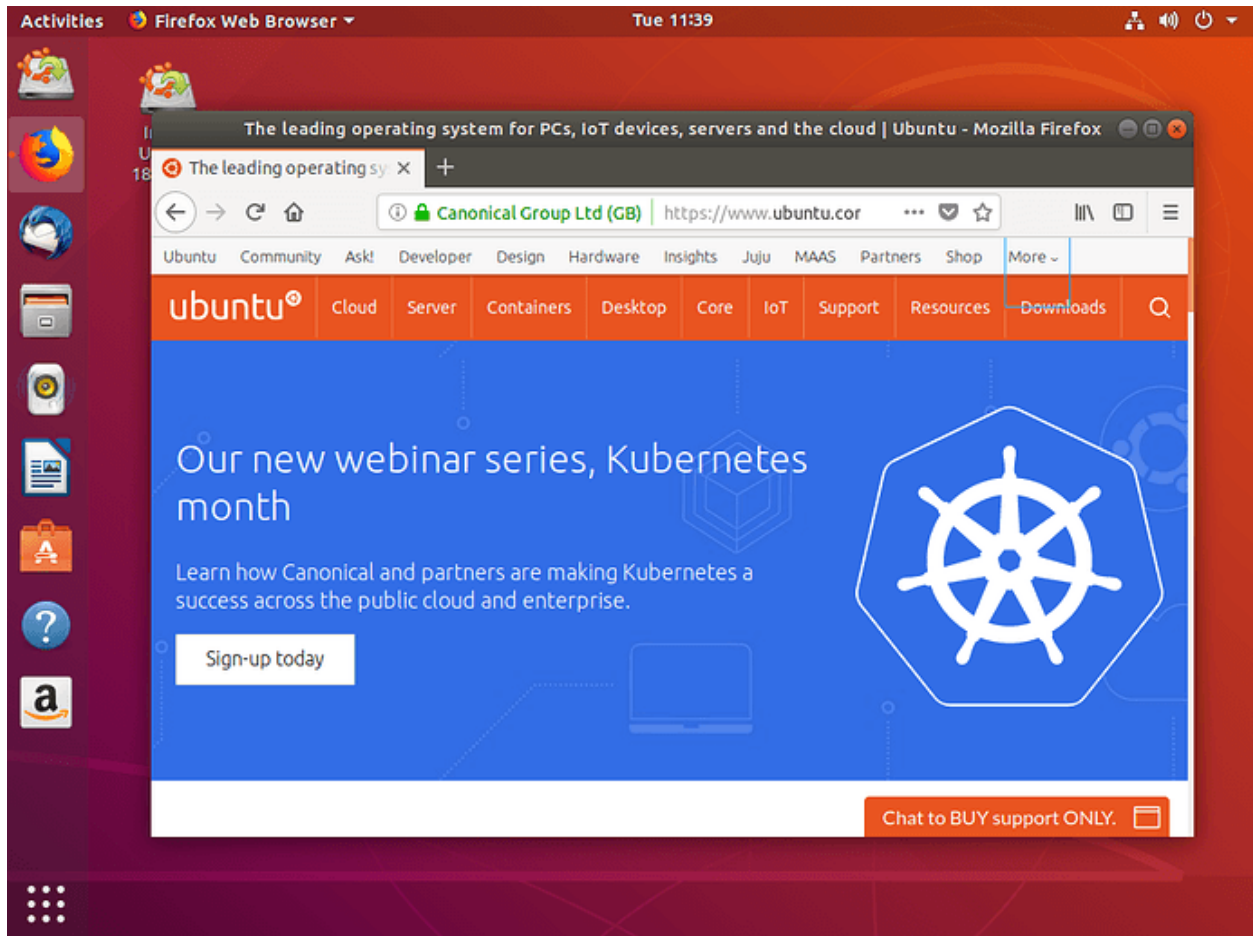 Activities Firefox Web Browser Tue 11:39
The leading operating system for PCs, IoT devices, servers and the cloud | Ubuntu - Mozilla Firefox
18
The leading operating sy
Canonical Group Ltd (GB) https://www.ubuntu.cor
Ubuntu Community Ask! Developer Design Hardware Insights Juju MAAS Partners Shop More
ubuntu Cloud Server Containers Desktop Core IoT Support Resources Downloads
Our new webinar series, Kubernetes
month
Learn how Canonical and partners are making Kubernetes a
success across the public cloud and enterprise.
Sign-up today
a
Chat to BUY support ONLY.